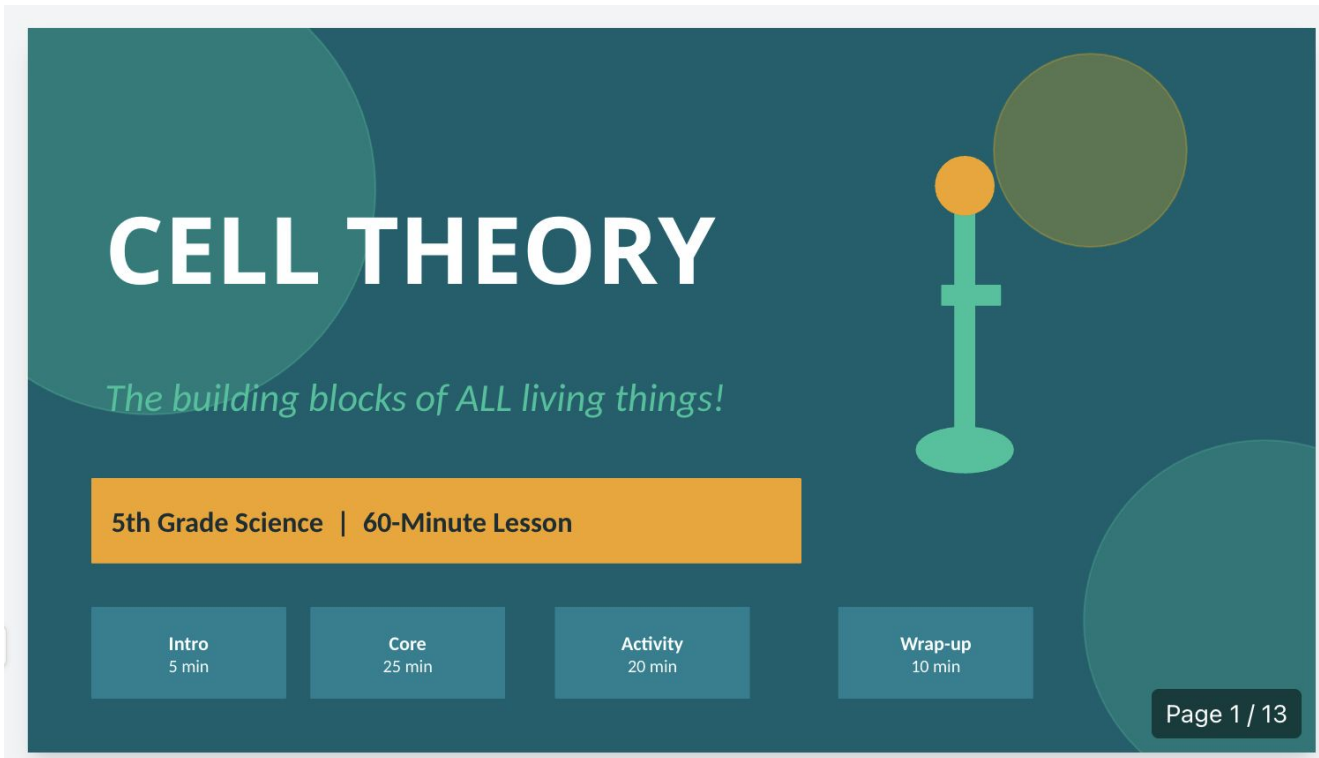 CELL THEORY
The building blocks of ALL living things!
5th Grade Science | 60-Minute Lesson
Intro
5 min
Core
25 min
Activity
20 min
Wrap-up
10 min
Page 1 / 13